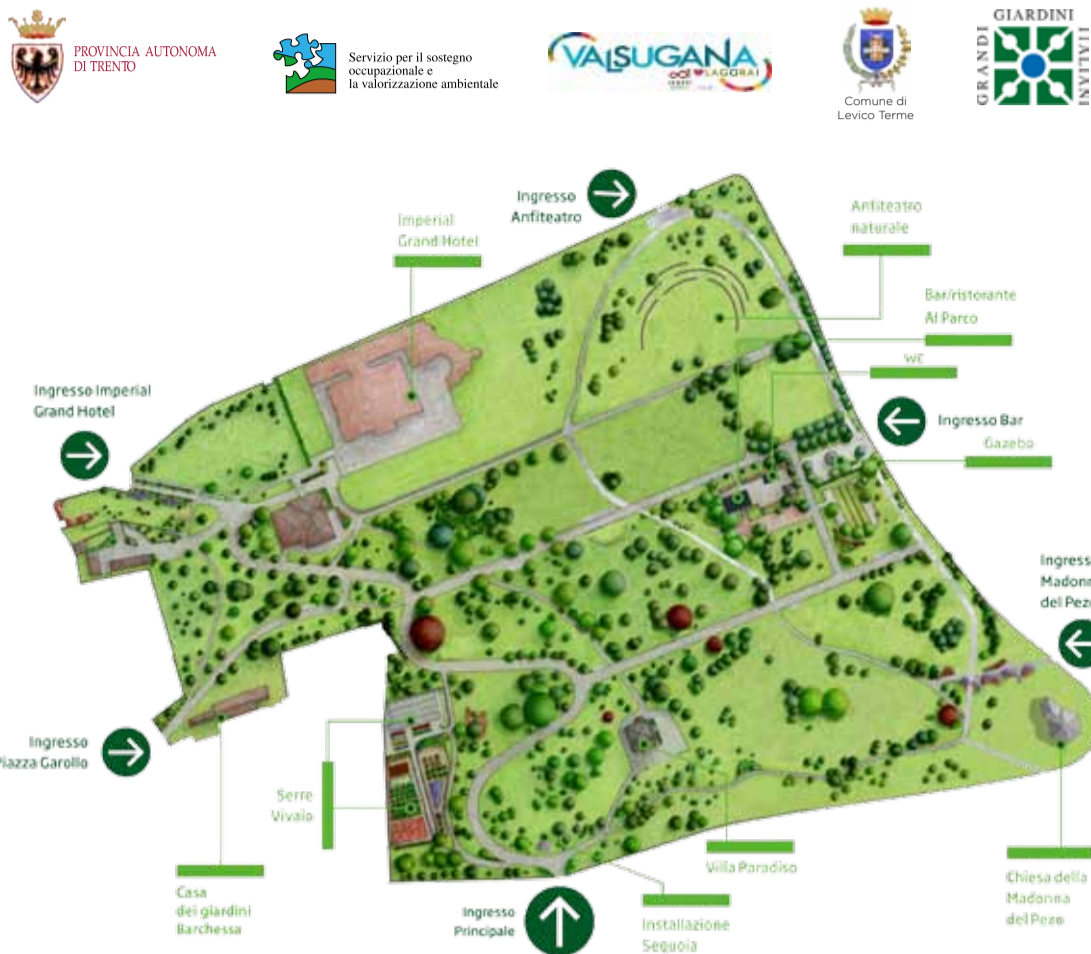 PROVINCIA AUTONOMA
DI TRENTO
Servizio per il sostegno
occupazionale e
la valorizzazione ambientale
VALSUGANA
LAGORAI
Comune di
Levico Terme
GRANDI
GIARDINI
ITALIANI
Ingresso
Anfiteatro
Imperial
Grand Hotel
Anfiteatro
naturale
Bar/ristorante
Al Parco
WC
Ingresso Imperial
Grand Hotel
Ingresso Bar
Gazebo
Ingresso
Madonna
del Pezo
Ingresso
Piazza Garollo
Serre
Vivaio
Villa Paradiso
Casa
dei giardini
Barchessa
Ingresso
Principale
Installazione
Sequoia
Chiesa della
Madonna
del Pezo